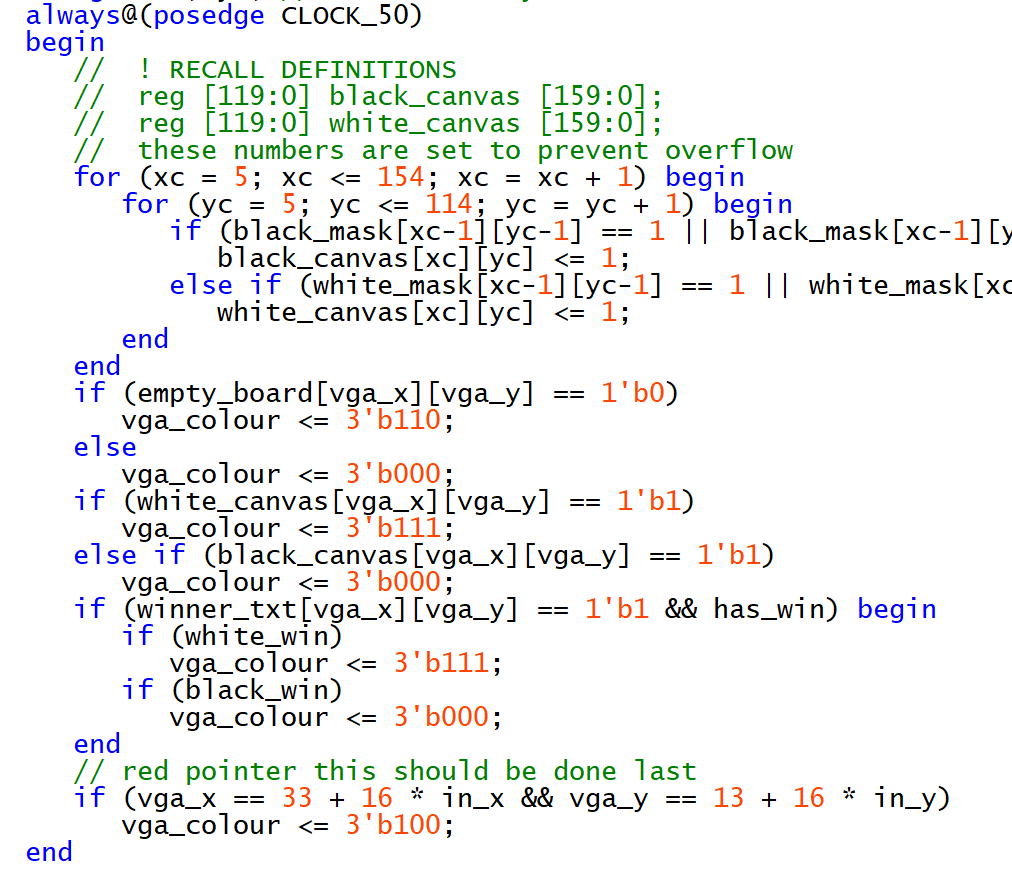 always@(posedge CLOCK_50)
begin
// ! RECALL DEFINITIONS
// reg [119:0] black_canvas [159:0];
// reg [119:0] white_canvas [159:0];
// these numbers are set to prevent overflow
for (xc = 5; xc <= 154; xc = xc + 1) begin
for (yc = 5; yc <= 114; yc = yc + 1) begin
if (black_mask[xc-1][yc-1] == 1 || black_mask[xc-1][y
black_canvas[xc][yc] <= 1;
else if (white_mask[xc-1][yc-1] == 1 || white_mask[xc
white_canvas[xc][yc] <= 1;
end
end
if (empty_board[vga_x][vga_y] == 1'b0)
vga_colour <= 3'b110;
else
vga_colour <= 3'b000;
if (white_canvas[vga_x][vga_y] == 1'b1)
vga_colour <= 3'b111;
else if (black_canvas[vga_x][vga_y] == 1'b1)
vga_colour <= 3'b000;
if (winner_txt[vga_x][vga_y] == 1'b1 && has_win) begin
if (white_win)
vga_colour <= 3'b111;
if (black_win)
vga_colour <= 3'b000;
end
// red pointer this should be done last
if (vga_x == 33 + 16 * in_x && vga_y == 13 + 16 * in_y)
vga_colour <= 3'b100;
end